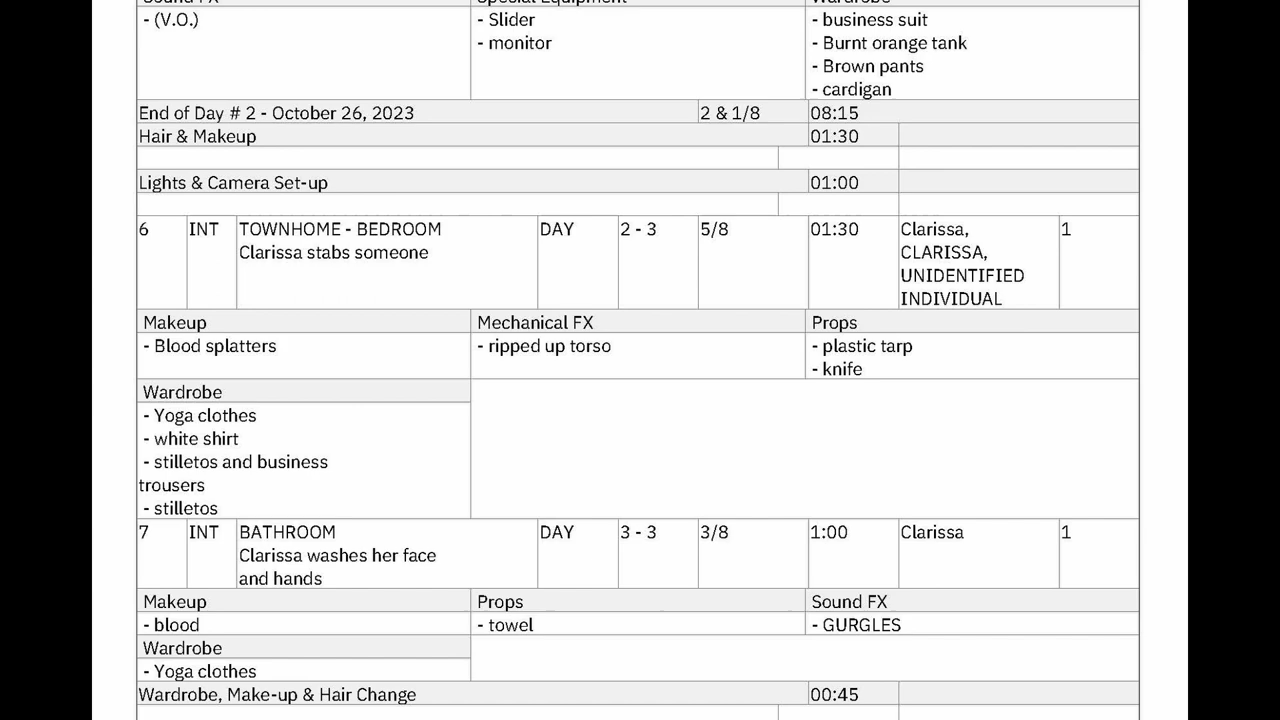 Sound FX Special Equipment Wardrobe
- (V.O.) - Slider - business suit
- monitor - Burnt orange tank
- Brown pants
- cardigan
End of Day # 2 - October 26, 2023 2 & 1/8 08:15
Hair & Makeup 01:30
Lights & Camera Set-up 01:00
6 INT TOWNHOME - BEDROOM DAY 2 - 3 5/8 01:30 Clarissa, 1
Clarissa stabs someone CLARISSA,
UNIDENTIFIED
INDIVIDUAL
Makeup Mechanical FX Props
- Blood splatters - ripped up torso - plastic tarp
- knife
Wardrobe
- Yoga clothes
- white shirt
- stilletos and business
trousers
- stilletos
7 INT BATHROOM DAY 3 - 3 3/8 1:00 Clarissa 1
Clarissa washes her face
and hands
Makeup Props Sound FX
- blood - towel - GURGLES
Wardrobe
- Yoga clothes
Wardrobe, Make-up & Hair Change 00:45